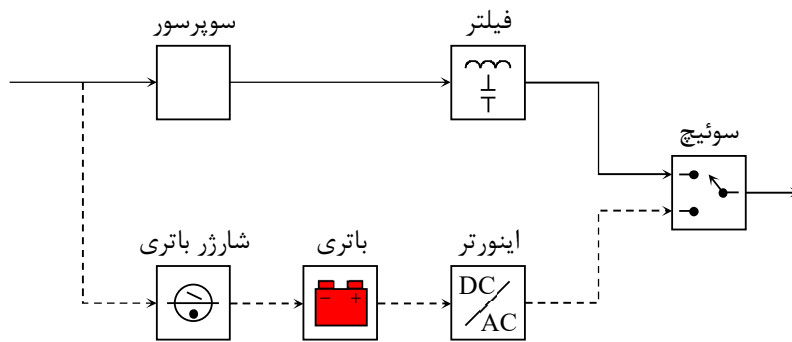 سوپرسور
فیلتر
سوئیچ
شارژر باتری
باتری
اینورتر
− +
DC
AC